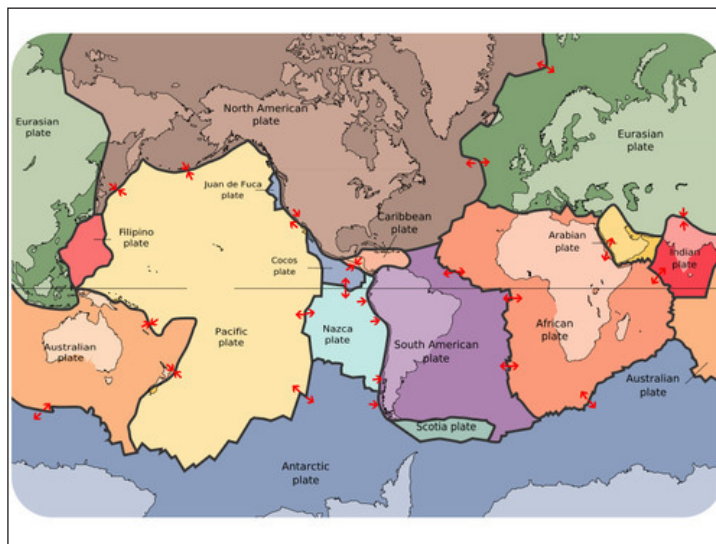 North American
plate
Eurasian
plate
Eurasian
plate
Juan de Fuca
plate
Caribbean
plate
Filipino
plate
Arabian
plate
Indian
plate
Cocos
plate
Australian
plate
Pacific
plate
Nazca
plate
South American
plate
African
plate
Australian
plate
Scotia plate
Antarctic
plate